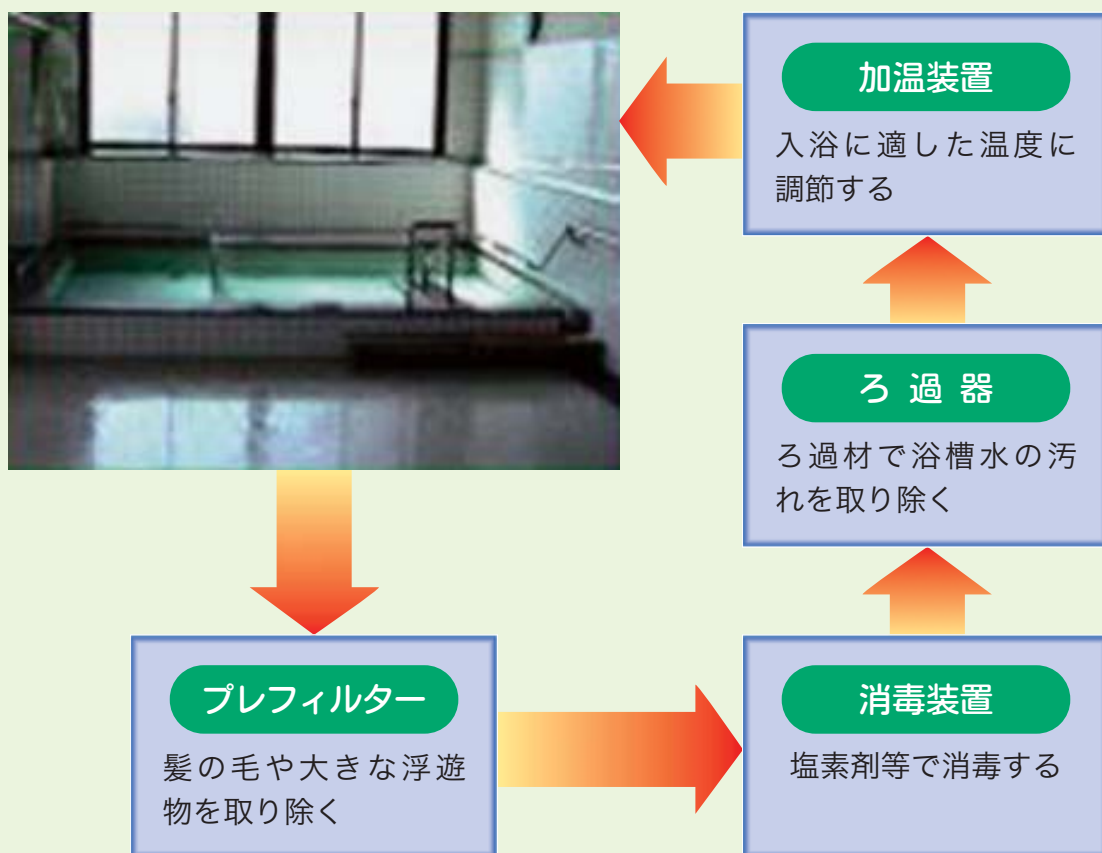 加温装置
入浴に適した温度に
調節する
ろ過器
ろ過材で浴槽水の汚
れを取り除く
プレフィルター
髪の毛や大きな浮遊
物を取り除く
消毒装置
塩素剤等で消毒する